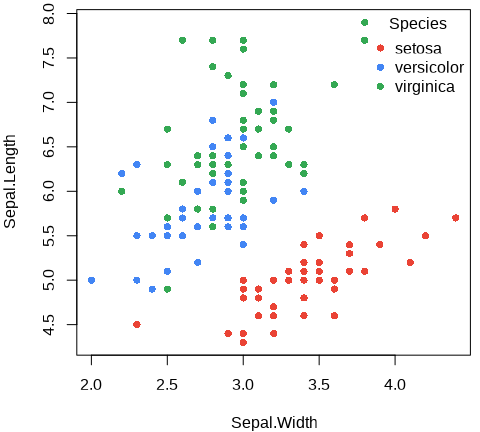 8.0
7.5
7.0
6.5
6.0
5.5
5.0
4.5
Sepal.Length
Species
setosa
versicolor
virginica
2.0 2.5 3.0 3.5 4.0
Sepal.Width